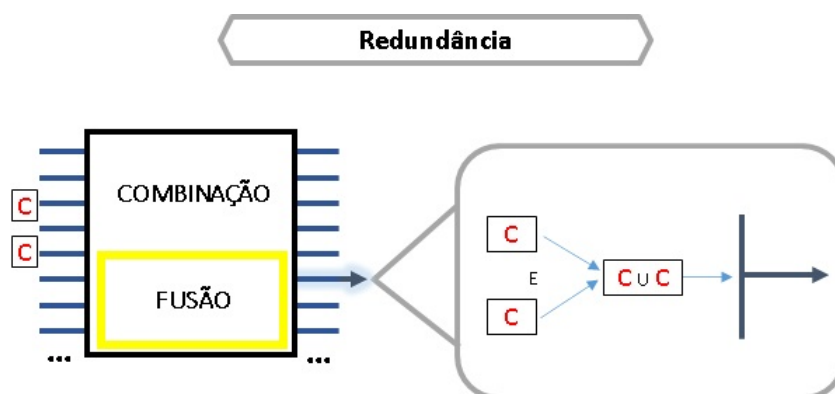 Redundância
COMBINAÇÃO
C
C
FUSÃO
...
...
C
E
C U C
C